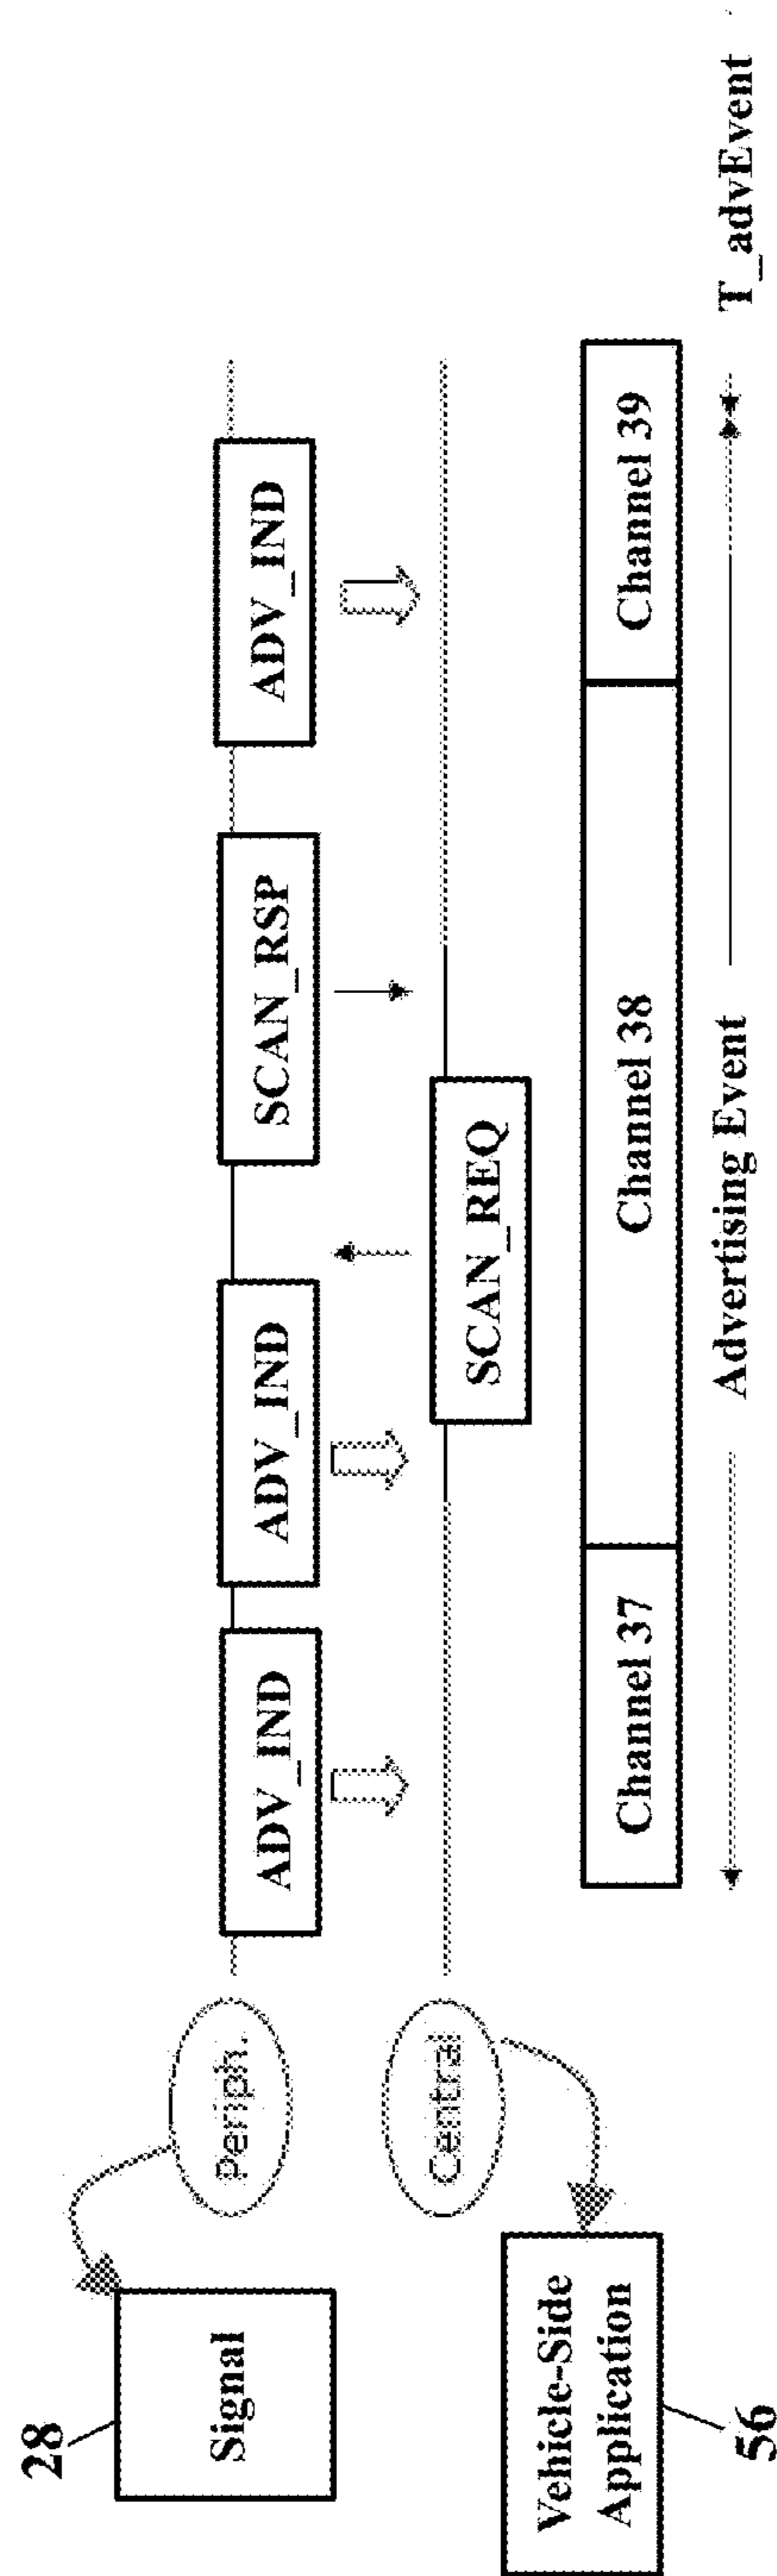 28
Signal
Periph.
ADV_IND
ADV_IND
SCAN_RSP
ADV_IND
Central
SCAN_REQ
Vehicle-Side
Application
56
Channel 37
Channel 38
Channel 39
Advertising Event
T_advEvent